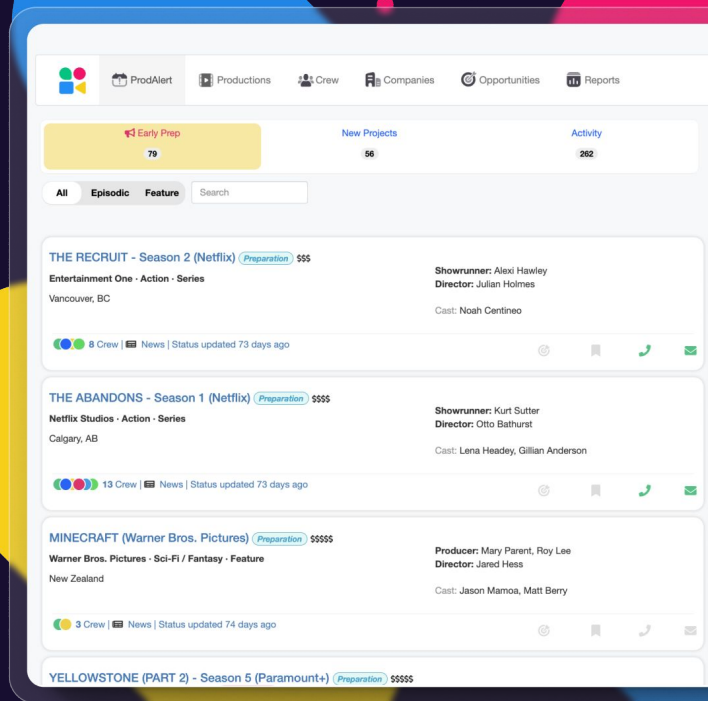 ProdAlert Productions Crew Companies Opportunities Reports
Early Prep New Projects Activity
79 56 262
All Episodic Feature Search
THE RECRUIT - Season 2 (Netflix) Preparation $$$
Entertainment One · Action · Series
Vancouver, BC
Showrunner: Alexi Hawley
Director: Julian Holmes
Cast: Noah Centineo
8 Crew | News | Status updated 73 days ago
THE ABANDONS - Season 1 (Netflix) Preparation $$$$
Netflix Studios · Action · Series
Calgary, AB
Showrunner: Kurt Sutter
Director: Otto Bathurst
Cast: Lena Headey, Gillian Anderson
13 Crew | News | Status updated 73 days ago
MINECRAFT (Warner Bros. Pictures) Preparation $$$$$
Warner Bros. Pictures · Sci-Fi / Fantasy · Feature
New Zealand
Producer: Mary Parent, Roy Lee
Director: Jared Hess
Cast: Jason Mamoa, Matt Berry
3 Crew | News | Status updated 74 days ago
YELLOWSTONE (PART 2) - Season 5 (Paramount+) Preparation $$$$$